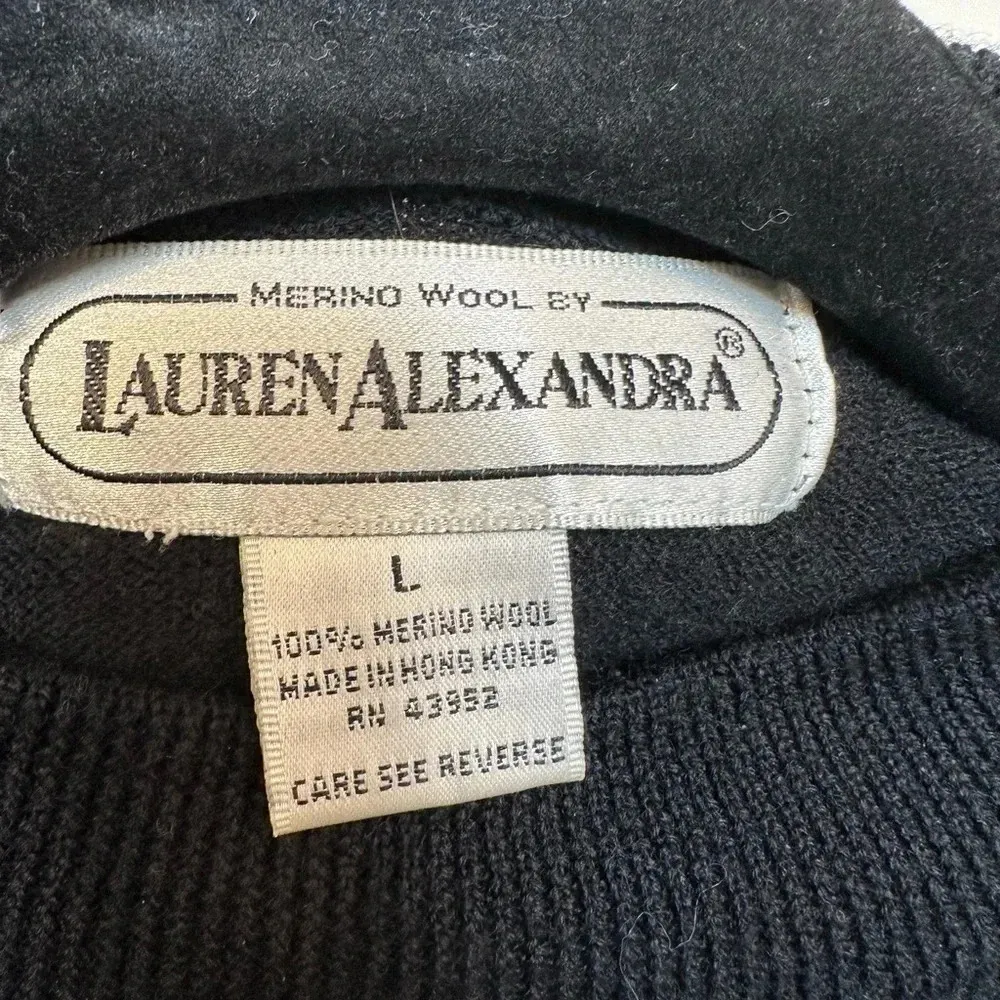 MERINO WOOL BY
LAURENALEXANDRA®
L
100% MERINO WOOL
MADE IN HONG KONG
RN 43952
CARE SEE REVERSE